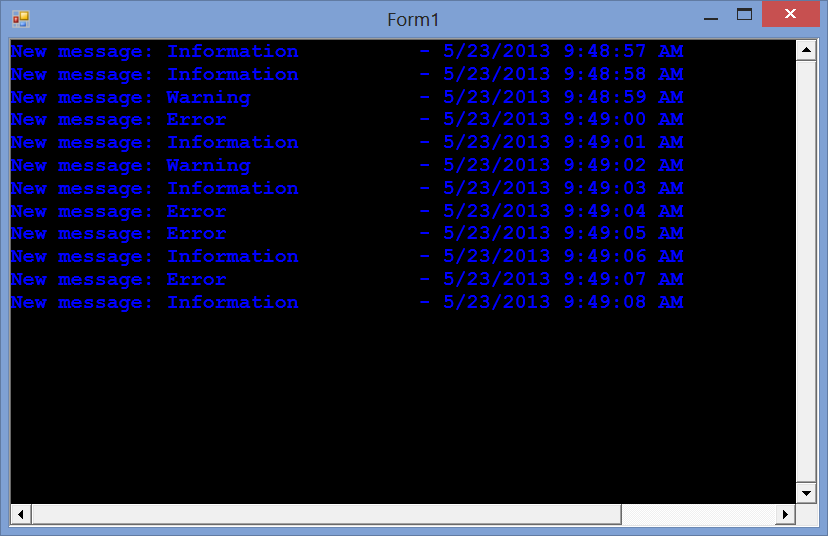 Form1
New message: Information - 5/23/2013 9:48:57 AM
New message: Information - 5/23/2013 9:48:58 AM
New message: Warning - 5/23/2013 9:48:59 AM
New message: Error - 5/23/2013 9:49:00 AM
New message: Information - 5/23/2013 9:49:01 AM
New message: Warning - 5/23/2013 9:49:02 AM
New message: Information - 5/23/2013 9:49:03 AM
New message: Error - 5/23/2013 9:49:04 AM
New message: Error - 5/23/2013 9:49:05 AM
New message: Information - 5/23/2013 9:49:06 AM
New message: Error - 5/23/2013 9:49:07 AM
New message: Information - 5/23/2013 9:49:08 AM